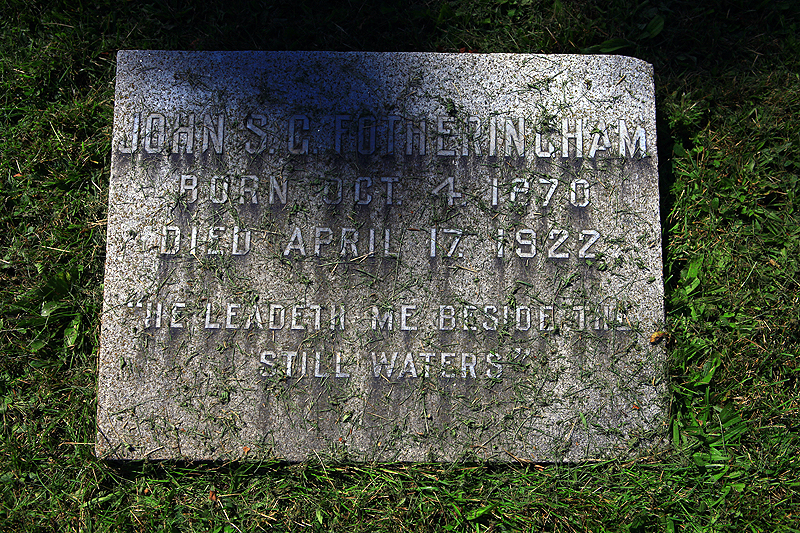 JOHN S. G. FOTHERINGHAM
BORN OCT. 4 1870
DIED APRIL 17 1922
"HE LEADETH ME BESIDE THE
STILL WATERS"